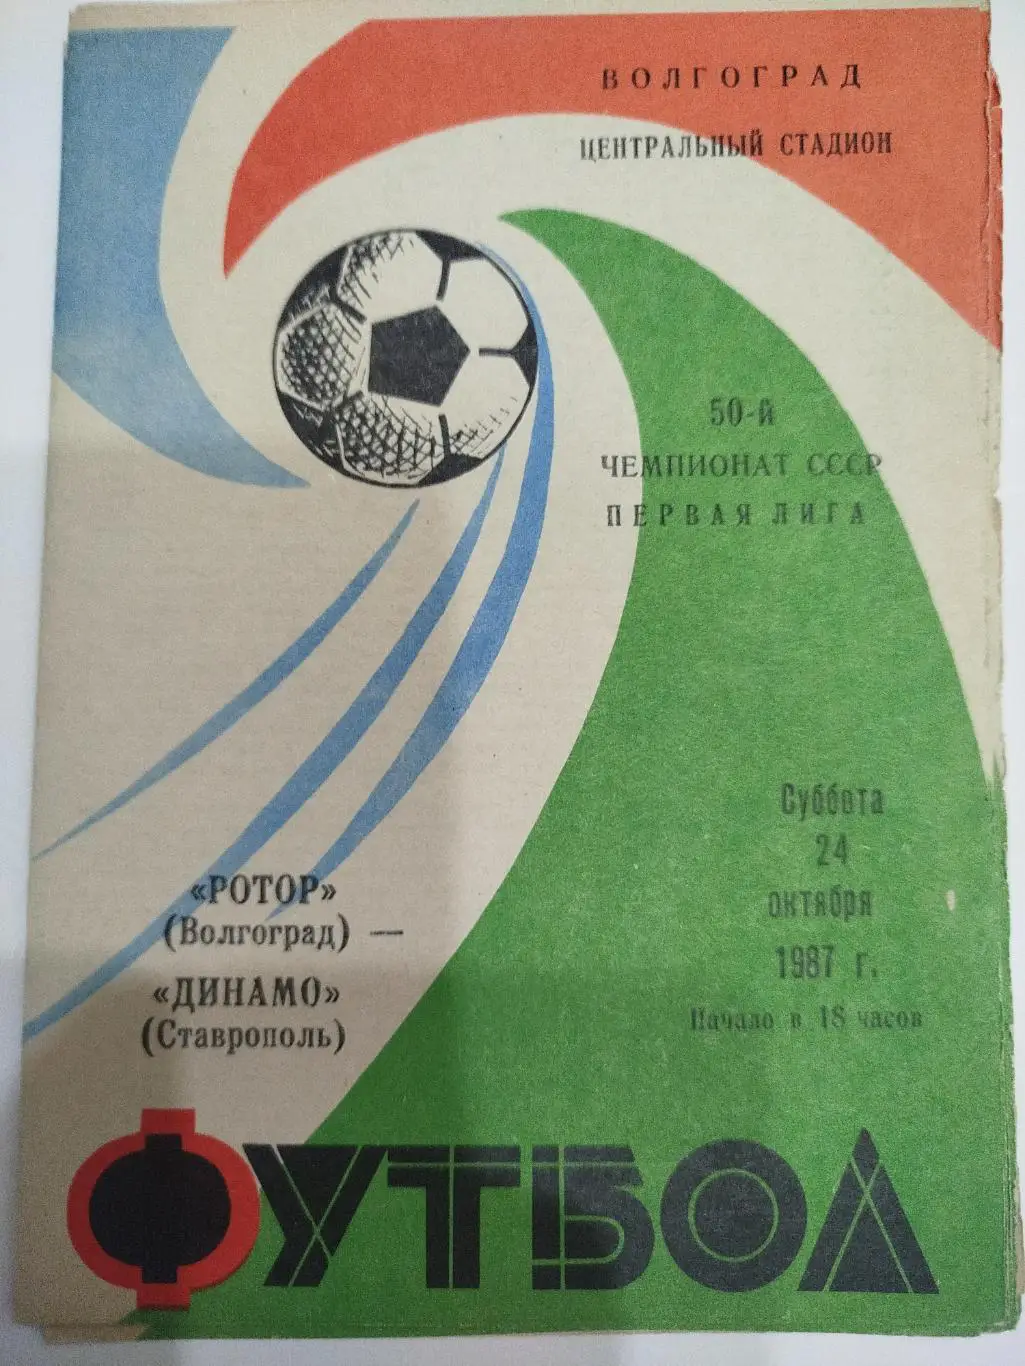 ВОЛГОГРАД
ЦЕНТРАЛЬНЫЙ СТАДИОН
50-й
ЧЕМПИОНАТ СССР
ПЕРВАЯ ЛИГА
Суббота
24
октября
1987 г.
Начало в 18 часов
«РОТОР»
(Волгоград) —
«ДИНАМО»
(Ставрополь)
ФУТБОЛ